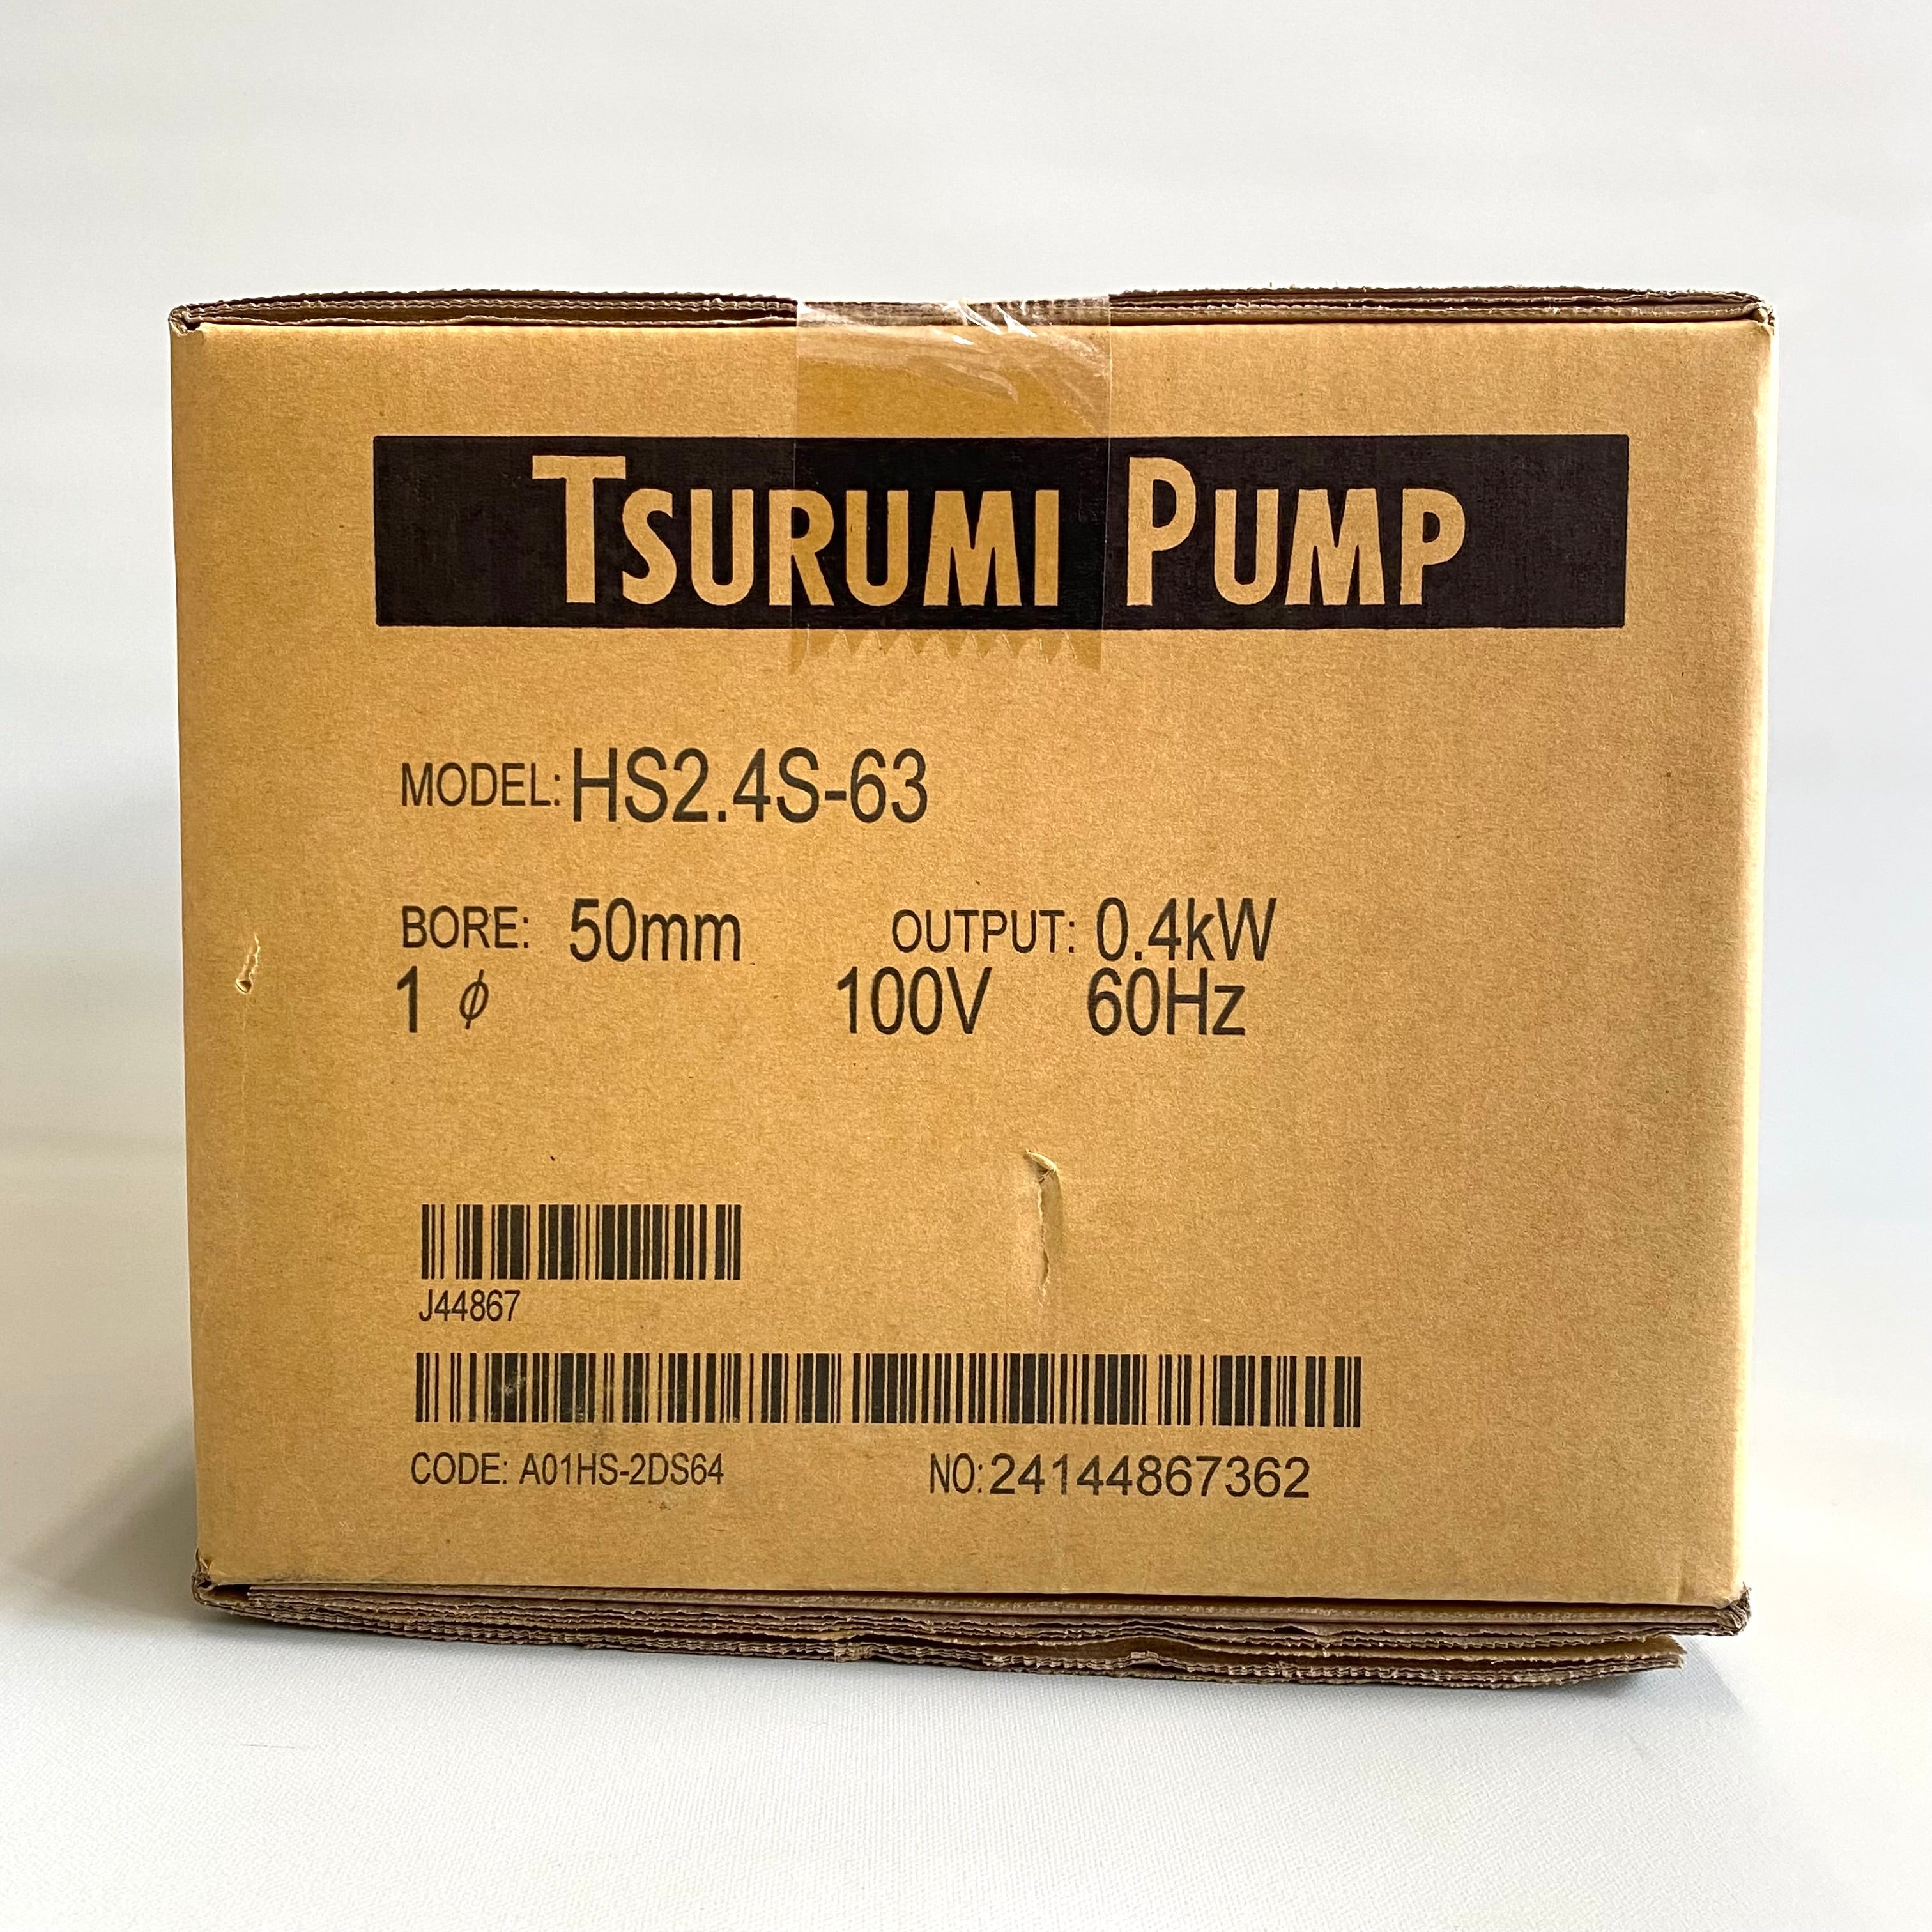 TSURUMI PUMP
MODEL: HS2.4S-63
BORE: 50mm OUTPUT: 0.4kW
1 ϕ 100V 60Hz
J44867
CODE: A01HS-2DS64 NO: 24144867362